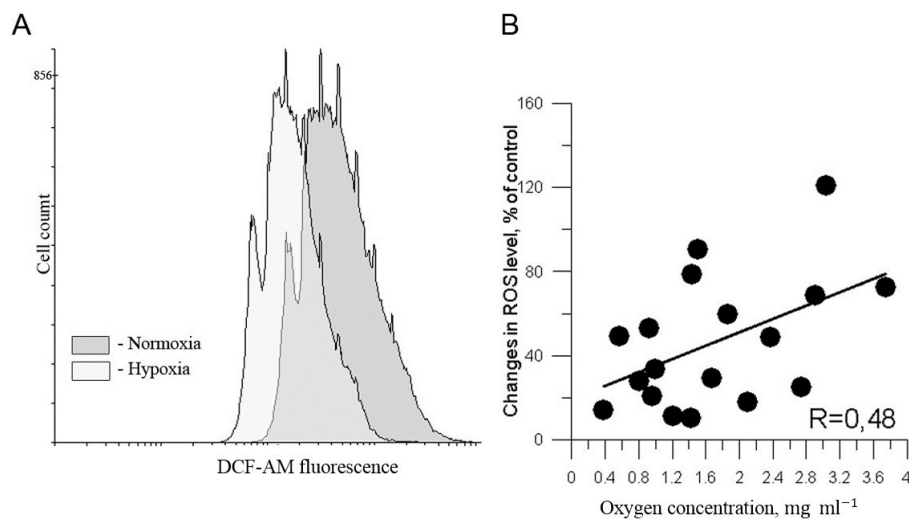 A
856
Cell coumt
- Normoxia
- Hypoxia
DCF-AM fluorescence
B
Changes in ROS level, % of control
160
120
80
40
0
R=0,48
0 0.4 0.8 1.2 1.6 2 2.4 2.8 3.2 3.6 4
Oxygen concentration, mg ml⁻¹